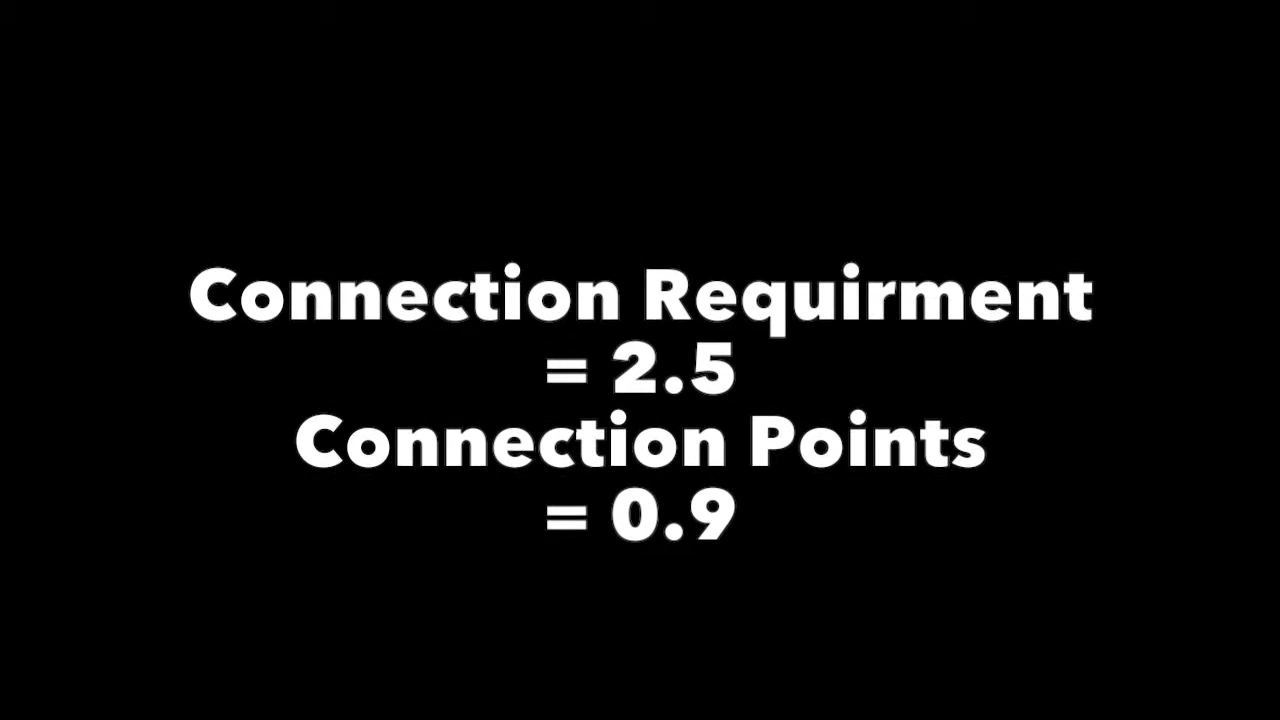 Connection Requirment
= 2.5
Connection Points
= 0.9